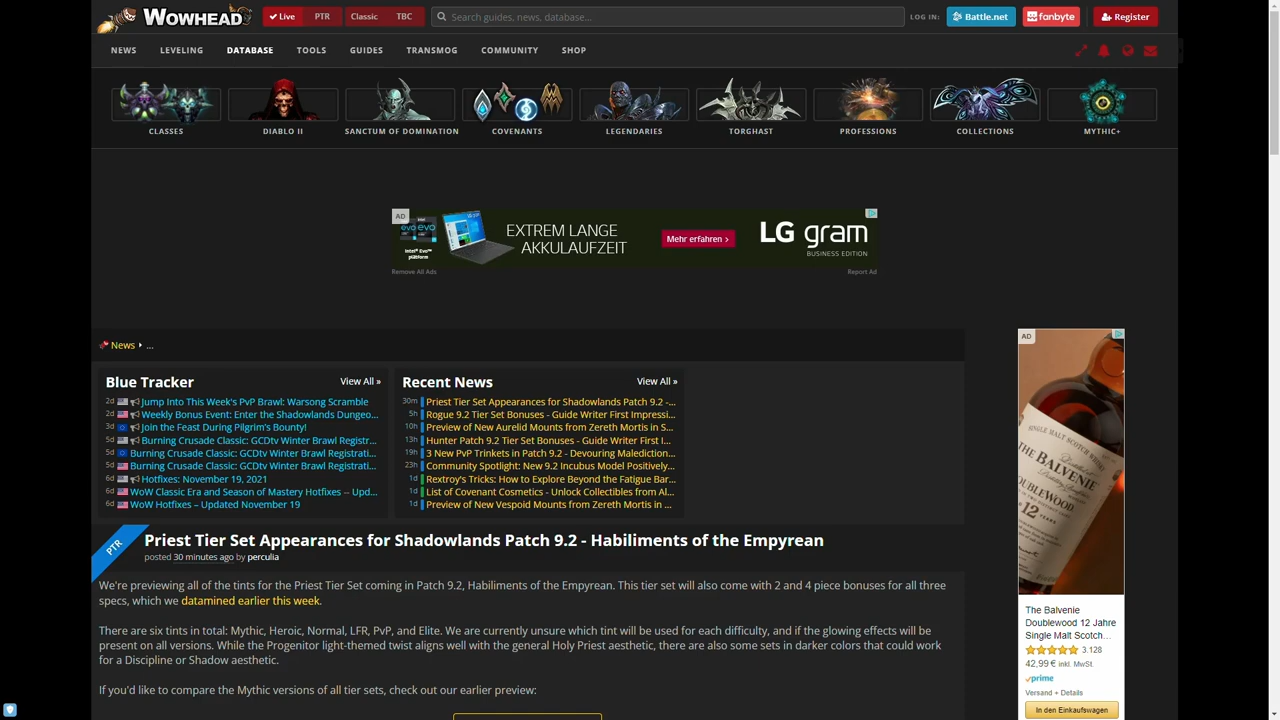 WOWHEAD
Live PTR Classic TBC
Search guides, news, database...
LOG IN: Battle.net fanbyte Register
NEWS LEVELING DATABASE TOOLS GUIDES TRANSMOG COMMUNITY SHOP
CLASSES DIABLO II SANCTUM OF DOMINATION COVENANTS LEGENDARIES TORGHAST PROFESSIONS COLLECTIONS MYTHIC+
AD
evo evo
Intel® Evo™
plattform
EXTREM LANGE
AKKULAUFZEIT
Mehr erfahren >
LG gram
BUSINESS EDITION
Remove All Ads Report Ad
News ...
Blue Tracker View All »
2d Jump Into This Week's PvP Brawl: Warsong Scramble
2d Weekly Bonus Event: Enter the Shadowlands Dungeo...
3d Join the Feast During Pilgrim's Bounty!
5d Burning Crusade Classic: GCDtv Winter Brawl Registr...
5d Burning Crusade Classic: GCDtv Winter Brawl Registrati...
5d Burning Crusade Classic: GCDtv Winter Brawl Registrati...
6d Hotfixes: November 19, 2021
6d WoW Classic Era and Season of Mastery Hotfixes -- Upd...
6d WoW Hotfixes – Updated November 19
Recent News View All »
30m Priest Tier Set Appearances for Shadowlands Patch 9.2 -...
5h Rogue 9.2 Tier Set Bonuses - Guide Writer First Impressi...
10h Preview of New Aurelid Mounts from Zereth Mortis in S...
13h Hunter Patch 9.2 Tier Set Bonuses - Guide Writer First I...
19h 3 New PvP Trinkets in Patch 9.2 - Devouring Malediction...
23h Community Spotlight: New 9.2 Incubus Model Positively...
1d Rextroy's Tricks: How to Explore Beyond the Fatigue Bar...
1d List of Covenant Cosmetics - Unlock Collectibles from Al...
1d Preview of New Vespoid Mounts from Zereth Mortis in ...
PTR
Priest Tier Set Appearances for Shadowlands Patch 9.2 - Habiliments of the Empyrean
posted 30 minutes ago by perculia
We're previewing all of the tints for the Priest Tier Set coming in Patch 9.2, Habiliments of the Empyrean. This tier set will also come with 2 and 4 piece bonuses for all three
specs, which we datamined earlier this week.
There are six tints in total: Mythic, Heroic, Normal, LFR, PvP, and Elite. We are currently unsure which tint will be used for each difficulty, and if the glowing effects will be
present on all versions. While the Progenitor light-themed twist aligns well with the general Holy Priest aesthetic, there are also some sets in darker colors that could work
for a Discipline or Shadow aesthetic.
If you'd like to compare the Mythic versions of all tier sets, check out our earlier preview:
AD
SINGLE MALT SCOTCH
THE BALVENIE
DOUBLEWOOD
12
YEARS
The Balvenie
Doublewood 12 Jahre
Single Malt Scotch...
3.128
42,99 € inkl. MwSt.
prime
Versand + Details
In den Einkaufswagen